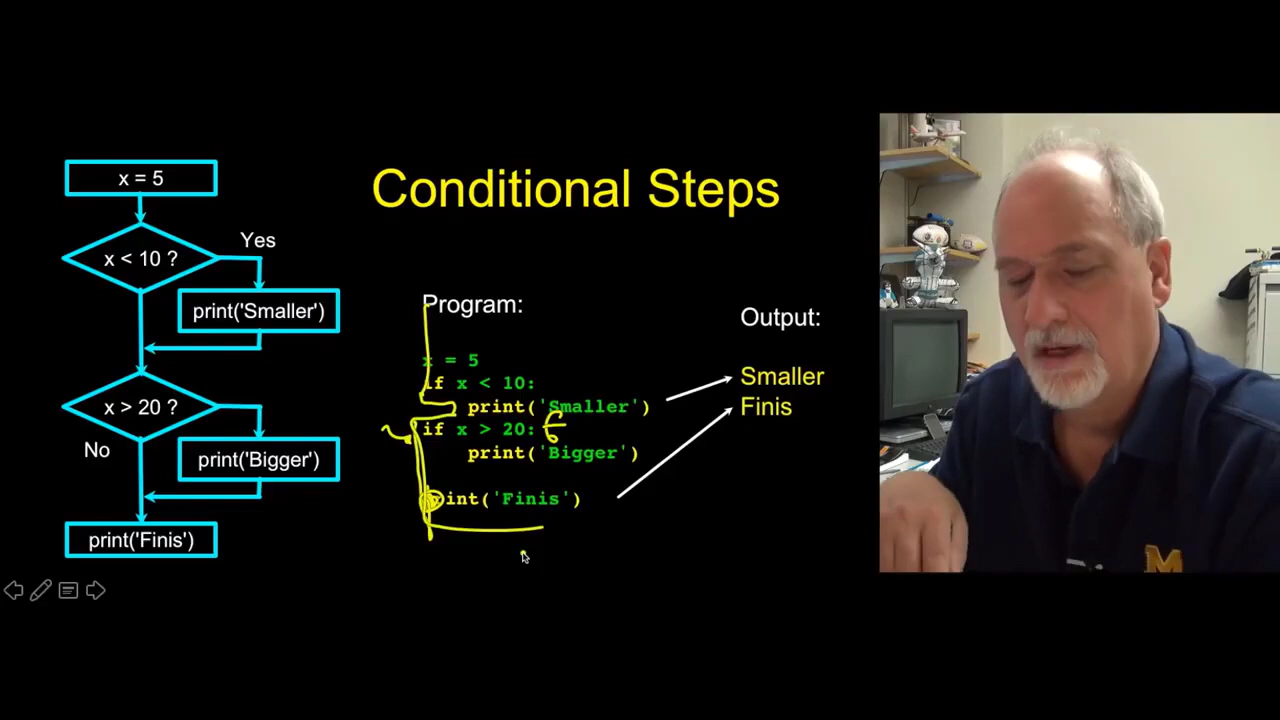 Conditional Steps
x = 5
x < 10 ?
Yes
print('Smaller')
x > 20 ?
No
print('Bigger')
print('Finis')
Program:
x = 5
if x < 10:
print('Smaller')
if x > 20:
print('Bigger')
print('Finis')
Output:
Smaller
Finis
M